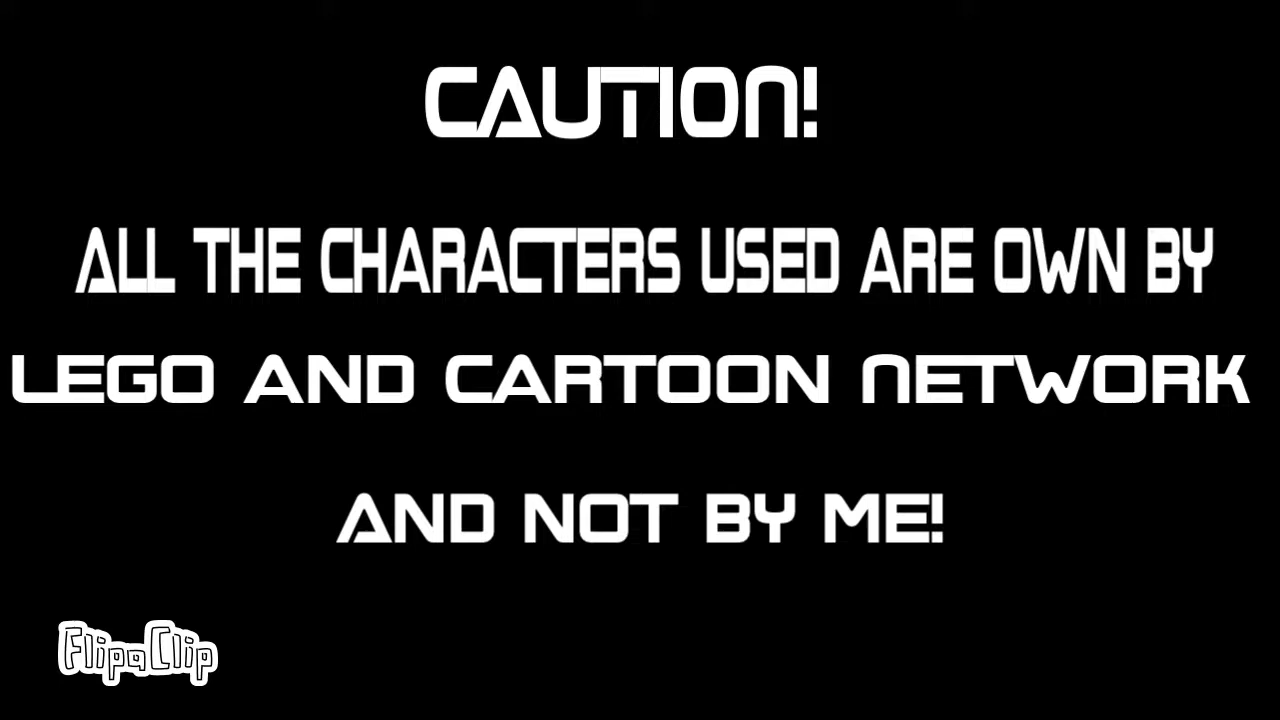 CAUTION!
ALL THE CHARACTERS USED ARE OWN BY
LEGO AND CARTOON NETWORK
AND NOT BY ME!
FlipaClip